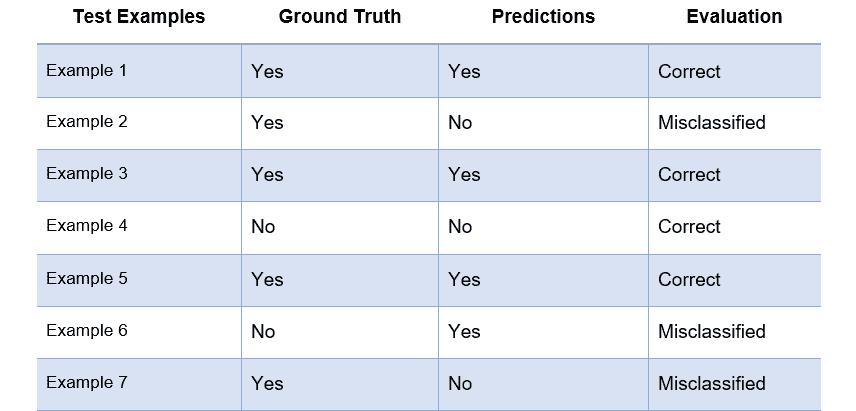 Test Examples Ground Truth Predictions Evaluation
Example 1 Yes Yes Correct
Example 2 Yes No Misclassified
Example 3 Yes Yes Correct
Example 4 No No Correct
Example 5 Yes Yes Correct
Example 6 No Yes Misclassified
Example 7 Yes No Misclassified